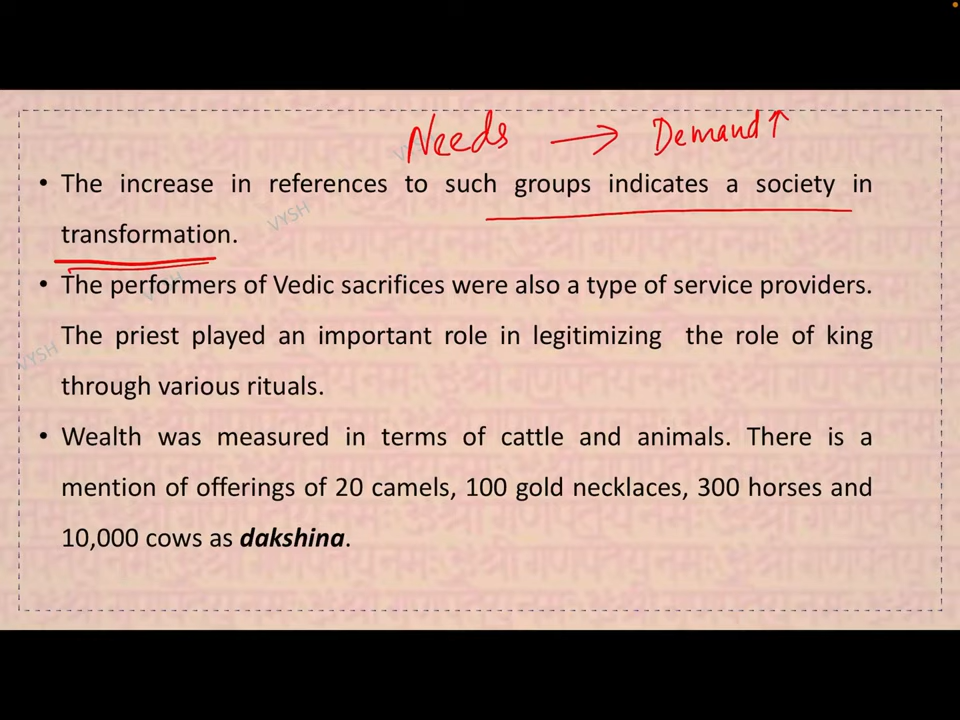 Needs → Demand ↑
• The increase in references to such groups indicates a society in
transformation.
• The performers of Vedic sacrifices were also a type of service providers.
The priest played an important role in legitimizing the role of king
through various rituals.
• Wealth was measured in terms of cattle and animals. There is a
mention of offerings of 20 camels, 100 gold necklaces, 300 horses and
10,000 cows as dakshina.
VYSH
VYSH